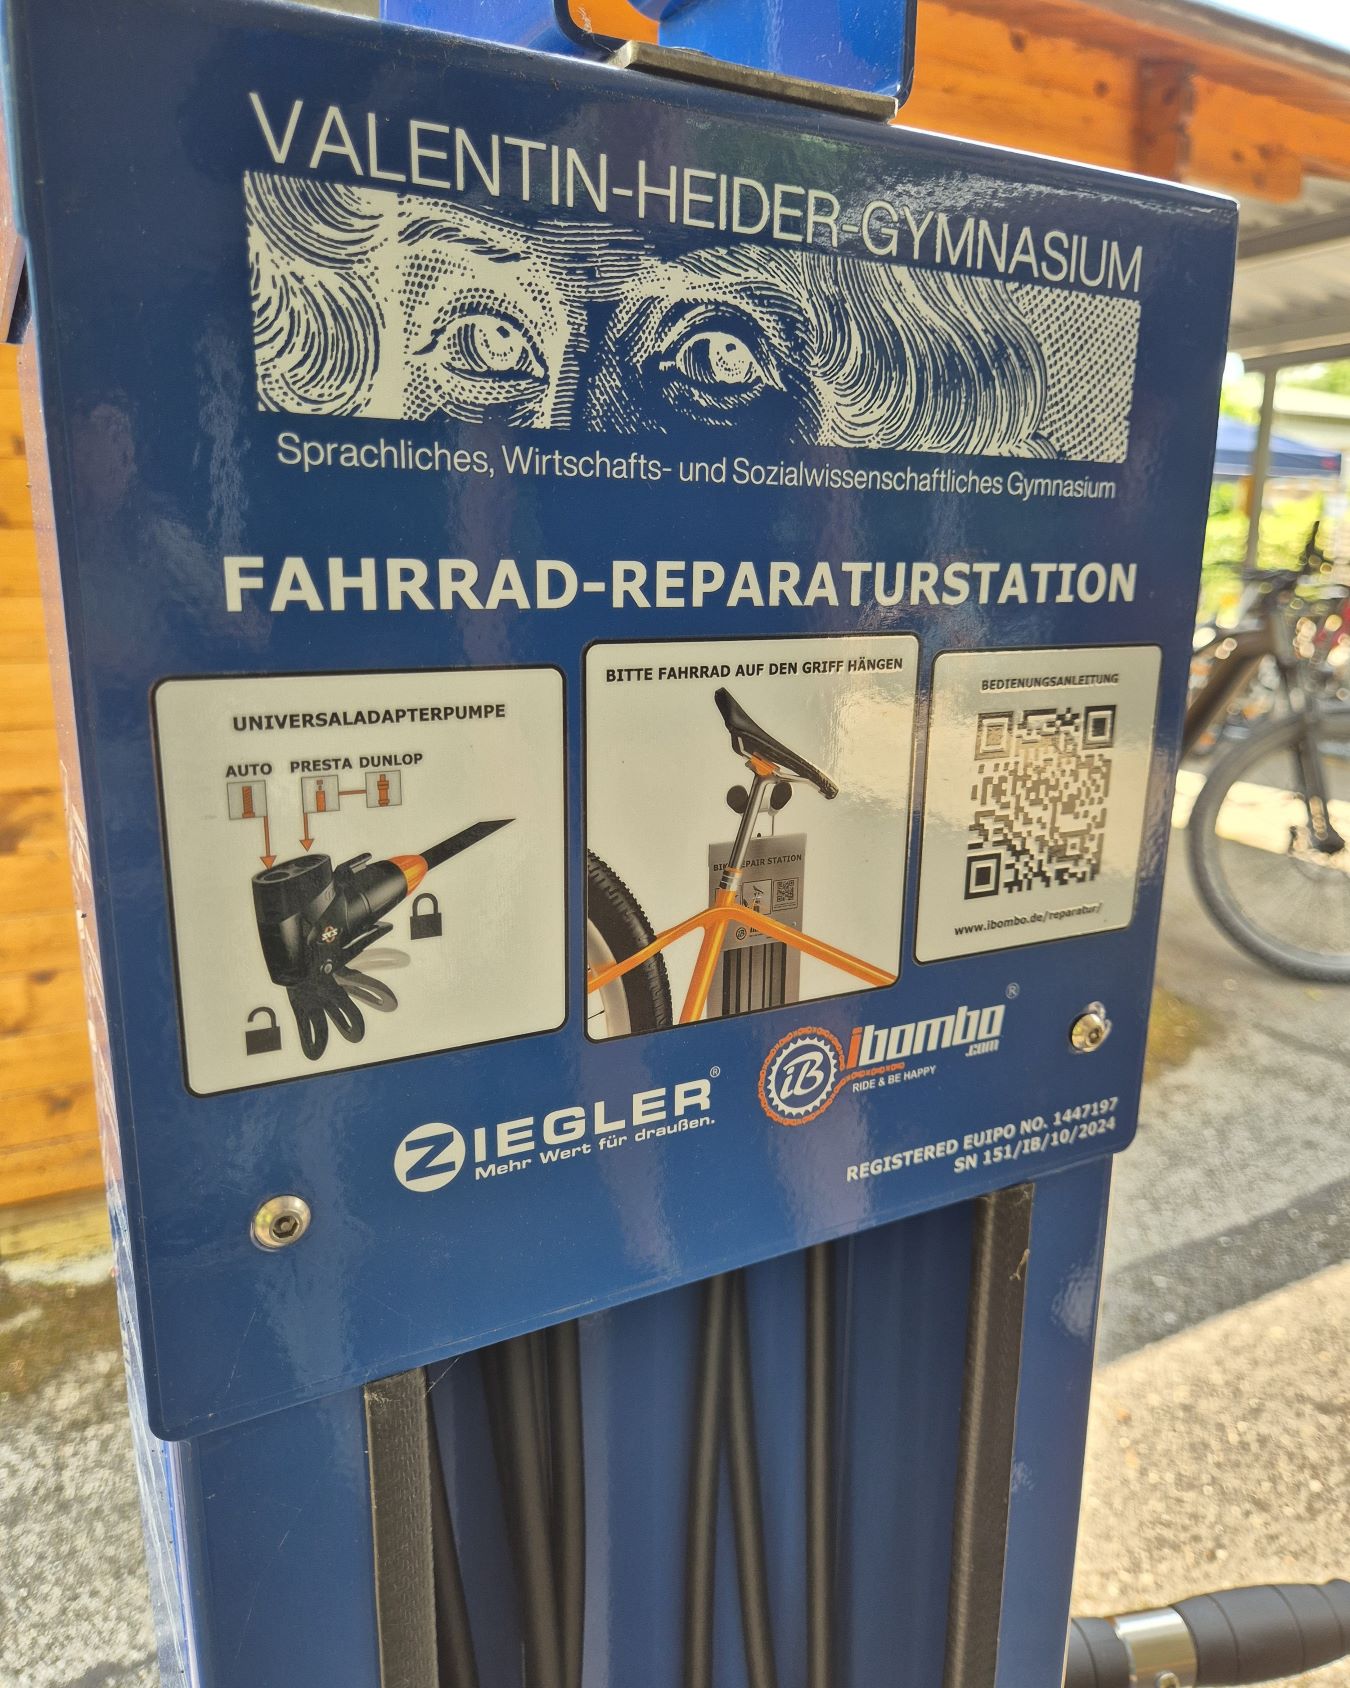 VALENTIN-HEIDER-GYMNASIUM
Sprachliches, Wirtschafts- und Sozialwissenschaftliches Gymnasium
FAHRRAD-REPARATURSTATION
UNIVERSALADAPTERPUMPE
AUTO PRESTA DUNLOP
SKS
BITTE FAHRRAD AUF DEN GRIFF HÄNGEN
BEDIENUNGSANLEITUNG
www.ibombo.de/reparatur/
ZIEGLER®
Mehr Wert für draußen.
iB
ibombo®
.com
RIDE & BE HAPPY
REGISTERED EUIPO NO. 1447197
SN 151/IB/10/2024